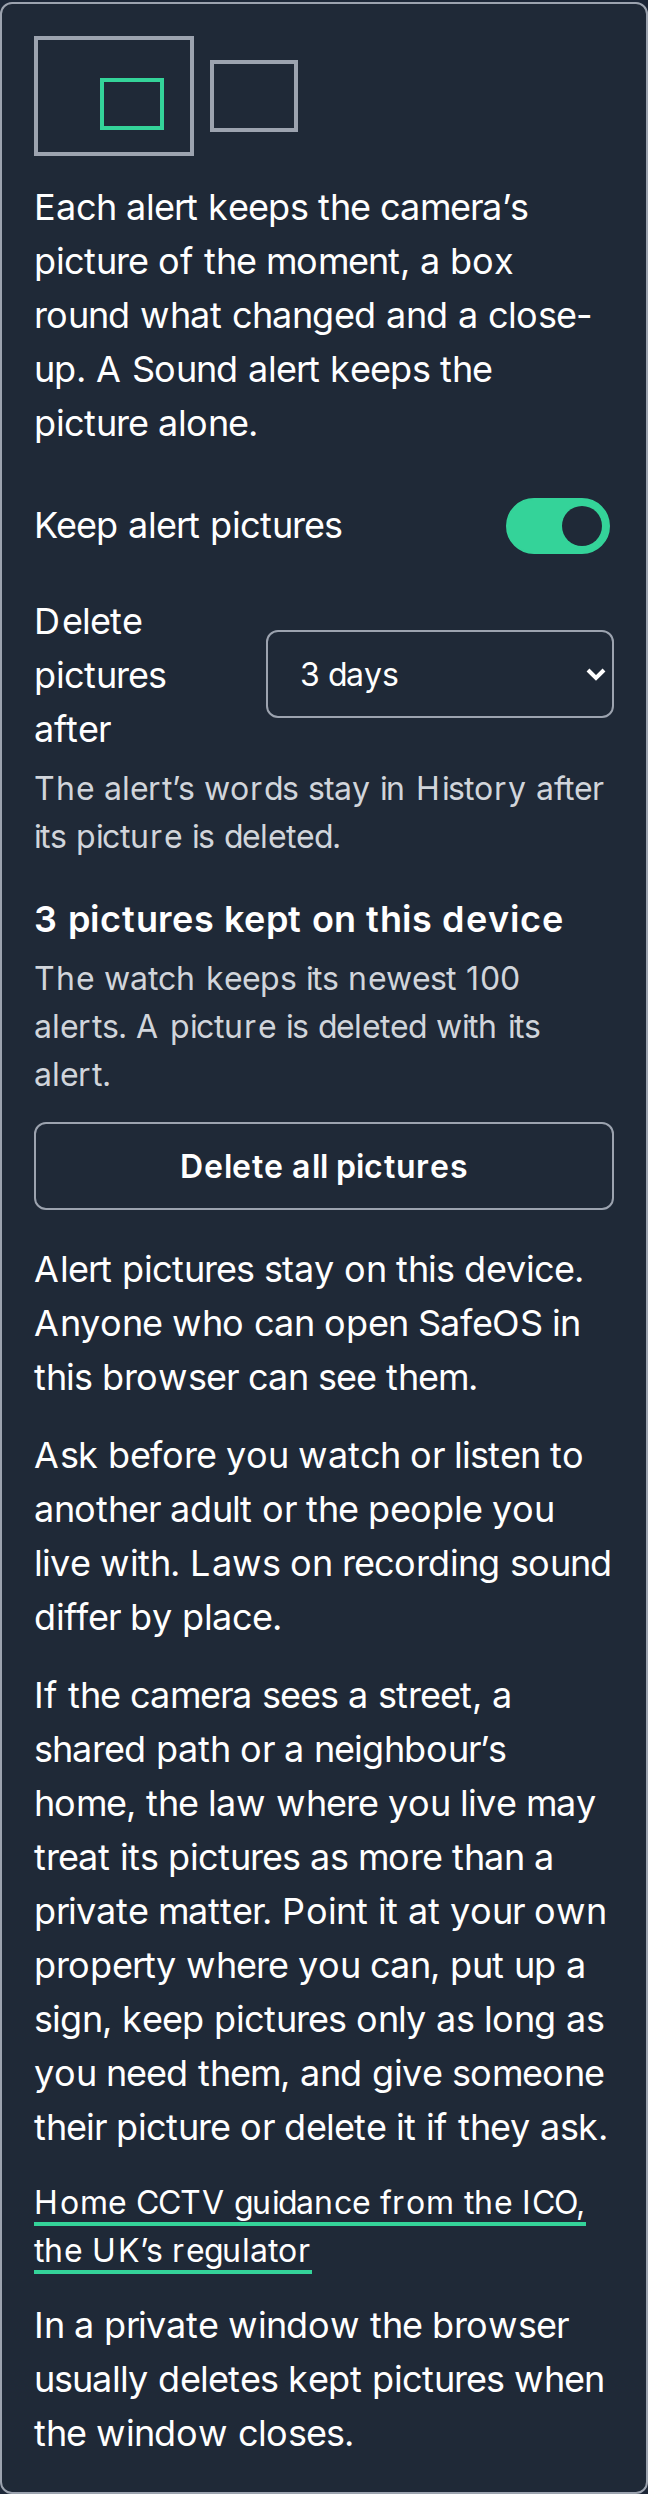 Each alert keeps the camera’s
picture of the moment, a box
round what changed and a close-
up. A Sound alert keeps the
picture alone.
Keep alert pictures
Delete
pictures
after
3 days
The alert’s words stay in History after
its picture is deleted.
3 pictures kept on this device
The watch keeps its newest 100
alerts. A picture is deleted with its
alert.
Delete all pictures
Alert pictures stay on this device.
Anyone who can open SafeOS in
this browser can see them.
Ask before you watch or listen to
another adult or the people you
live with. Laws on recording sound
differ by place.
If the camera sees a street, a
shared path or a neighbour’s
home, the law where you live may
treat its pictures as more than a
private matter. Point it at your own
property where you can, put up a
sign, keep pictures only as long as
you need them, and give someone
their picture or delete it if they ask.
Home CCTV guidance from the ICO,
the UK’s regulator
In a private window the browser
usually deletes kept pictures when
the window closes.